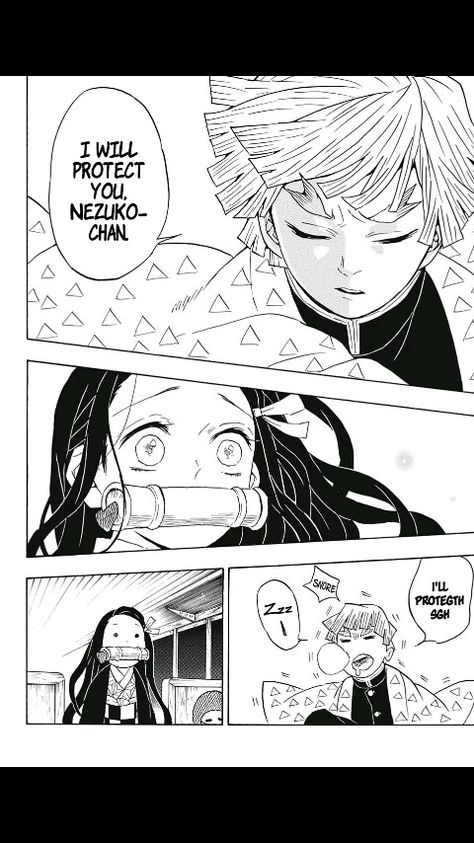 I WILL
PROTECT
YOU,
NEZUKO-
CHAN.
I'LL
PROTEGTH
SGH
SNORE
Zzz
I